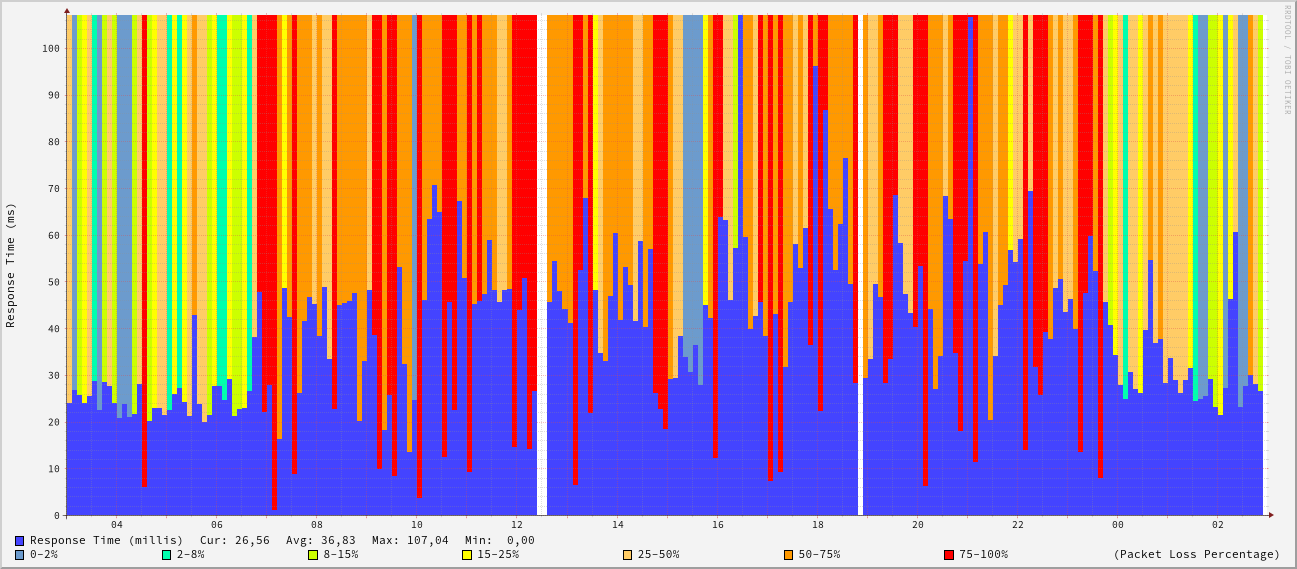 RRDTOOL / TOBI OETIKER
Response Time (ms)
100
90
80
70
60
50
40
30
20
10
0
04 06 08 10 12 14 16 18 20 22 00 02
Response Time (millis) Cur: 26,56 Avg: 36,83 Max: 107,04 Min: 0,00
0-2% 2-8% 8-15% 15-25% 25-50% 50-75% 75-100% (Packet Loss Percentage)